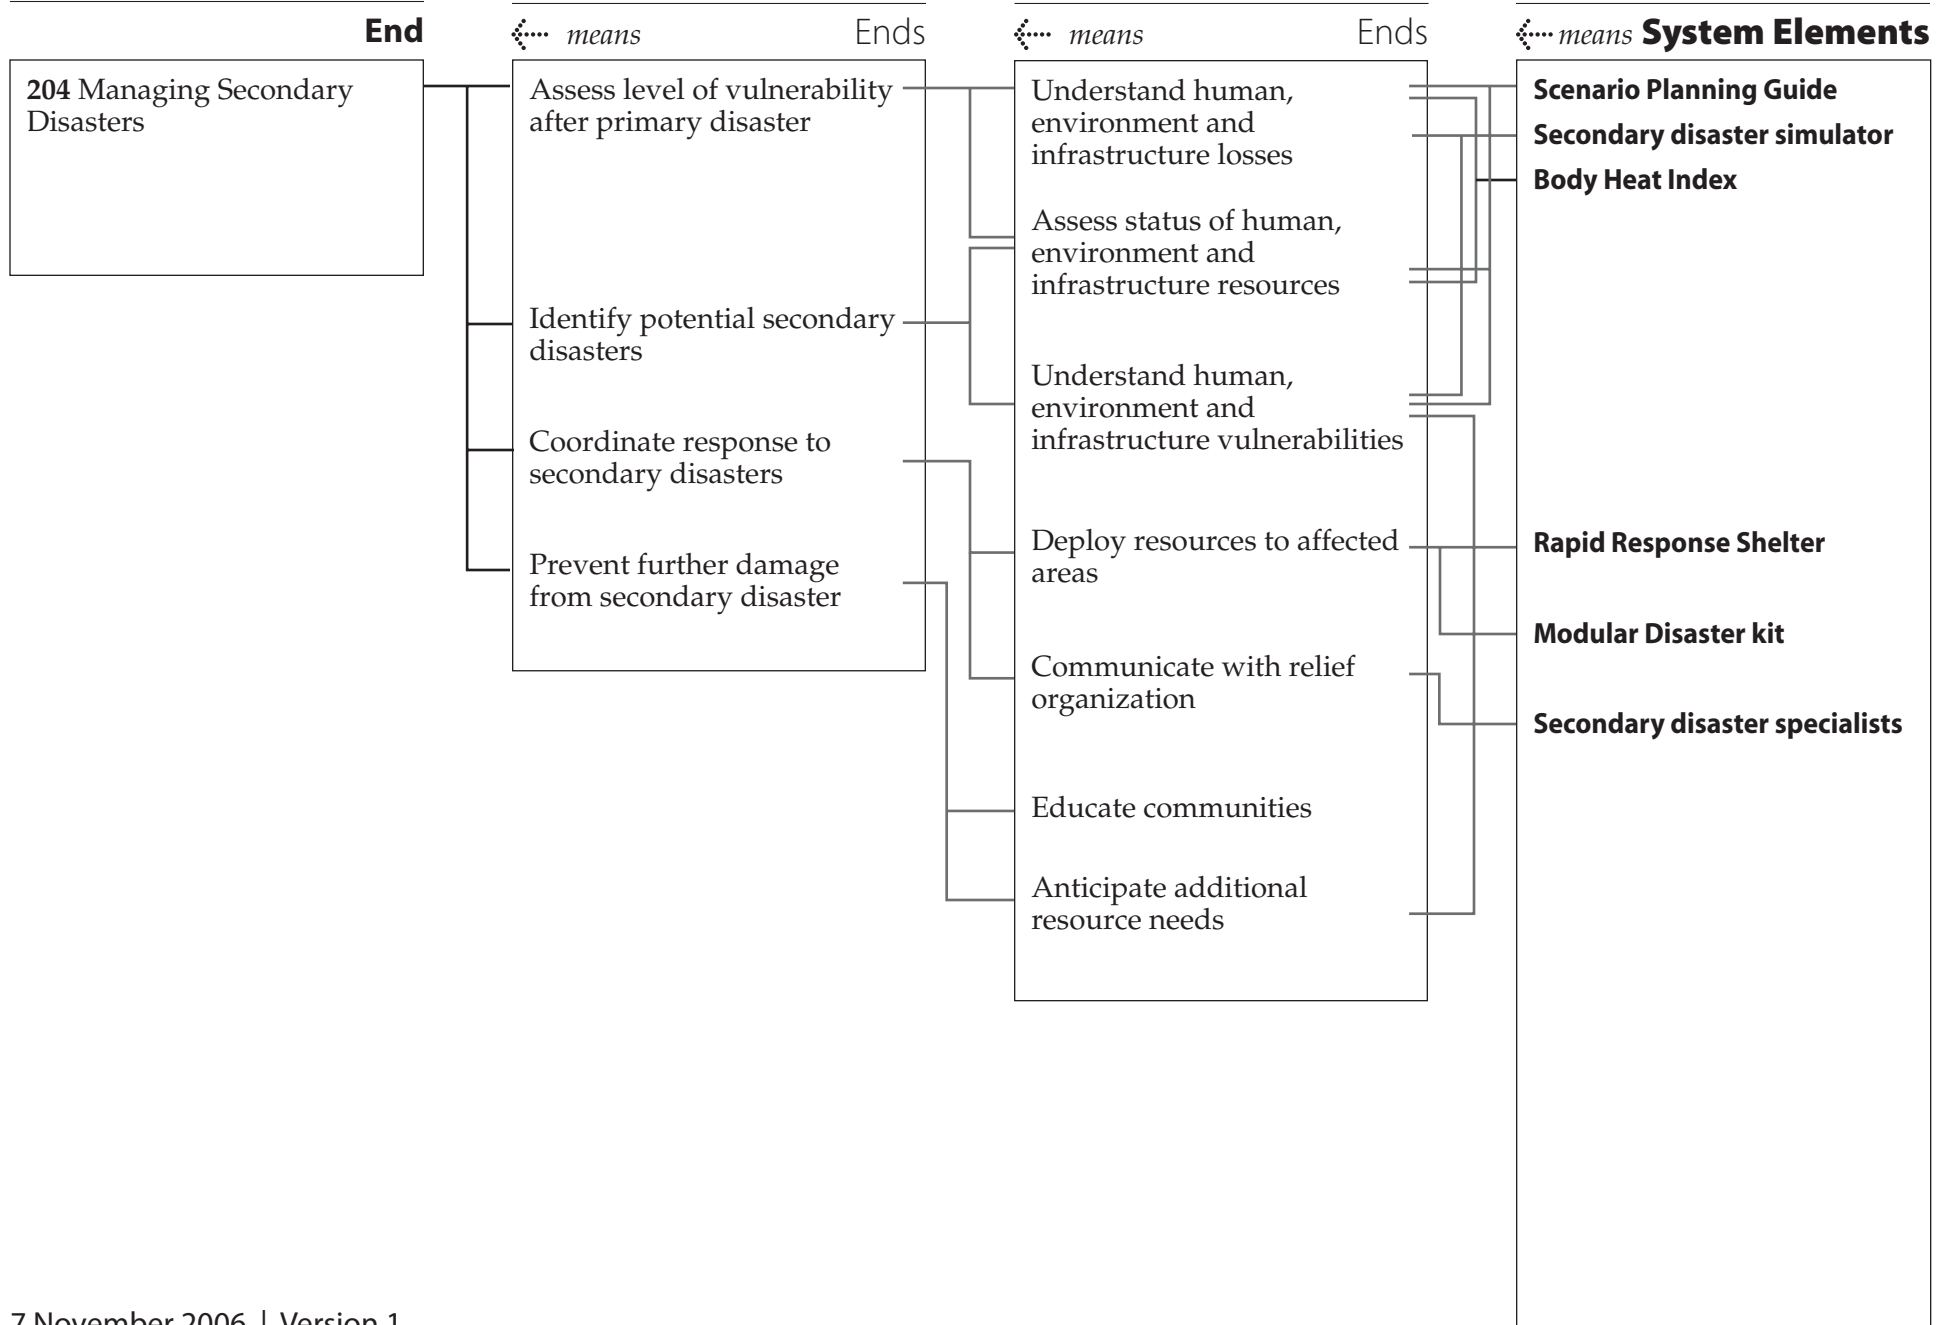 End
means Ends
means Ends
means System Elements
204 Managing Secondary
Disasters
Assess level of vulnerability
after primary disaster
Identify potential secondary
disasters
Coordinate response to
secondary disasters
Prevent further damage
from secondary disaster
Understand human,
environment and
infrastructure losses
Assess status of human,
environment and
infrastructure resources
Understand human,
environment and
infrastructure vulnerabilities
Deploy resources to affected
areas
Communicate with relief
organization
Educate communities
Anticipate additional
resource needs
Scenario Planning Guide
Secondary disaster simulator
Body Heat Index
Rapid Response Shelter
Modular Disaster kit
Secondary disaster specialists
7 November 2006 | Version 1